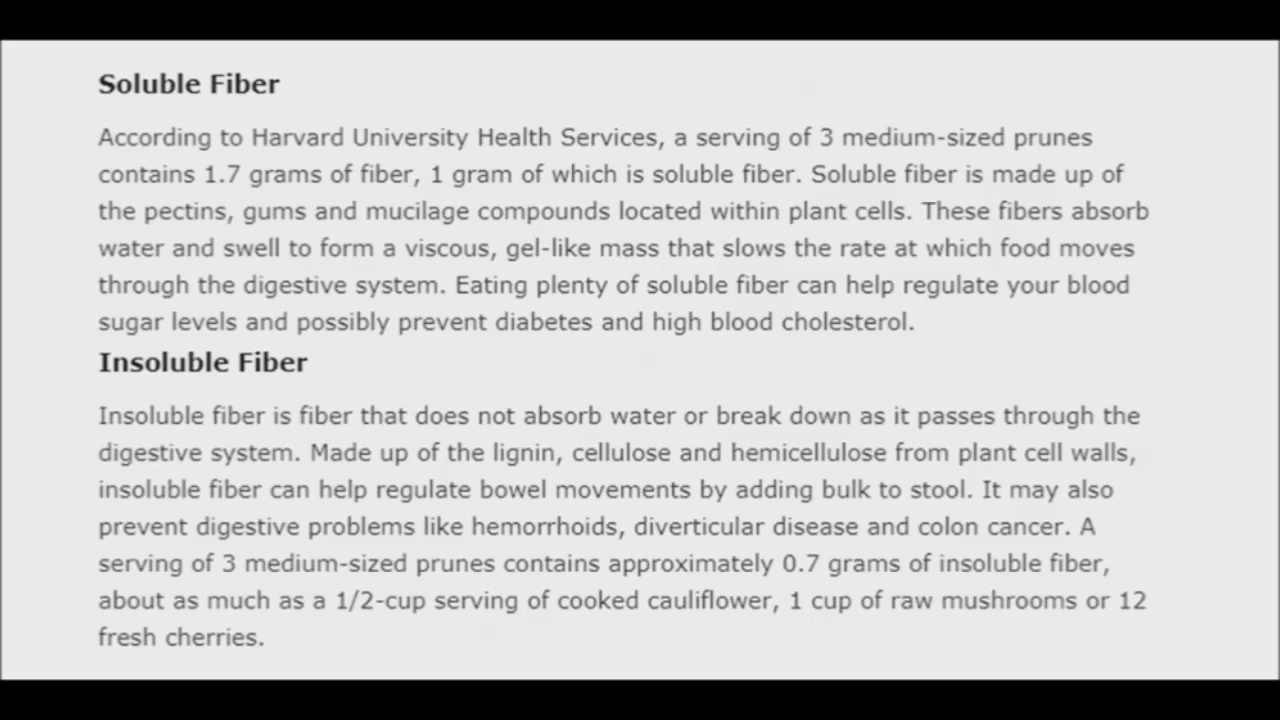 Soluble Fiber
According to Harvard University Health Services, a serving of 3 medium-sized prunes
contains 1.7 grams of fiber, 1 gram of which is soluble fiber. Soluble fiber is made up of
the pectins, gums and mucilage compounds located within plant cells. These fibers absorb
water and swell to form a viscous, gel-like mass that slows the rate at which food moves
through the digestive system. Eating plenty of soluble fiber can help regulate your blood
sugar levels and possibly prevent diabetes and high blood cholesterol.
Insoluble Fiber
Insoluble fiber is fiber that does not absorb water or break down as it passes through the
digestive system. Made up of the lignin, cellulose and hemicellulose from plant cell walls,
insoluble fiber can help regulate bowel movements by adding bulk to stool. It may also
prevent digestive problems like hemorrhoids, diverticular disease and colon cancer. A
serving of 3 medium-sized prunes contains approximately 0.7 grams of insoluble fiber,
about as much as a 1/2-cup serving of cooked cauliflower, 1 cup of raw mushrooms or 12
fresh cherries.